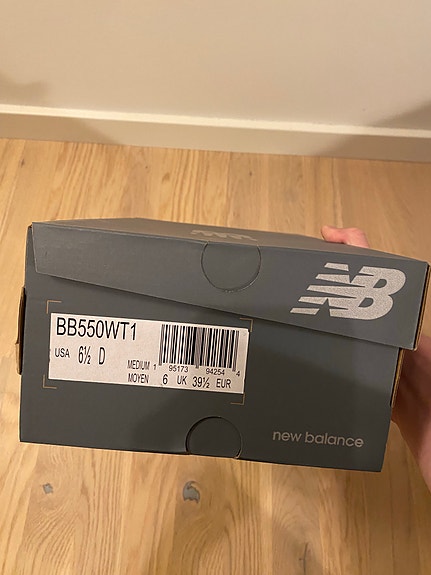 NB
BB550WT1
USA 6½ D
MEDIUM 1 95173 94254 4
MOYEN 6 UK 39½ EUR
new balance